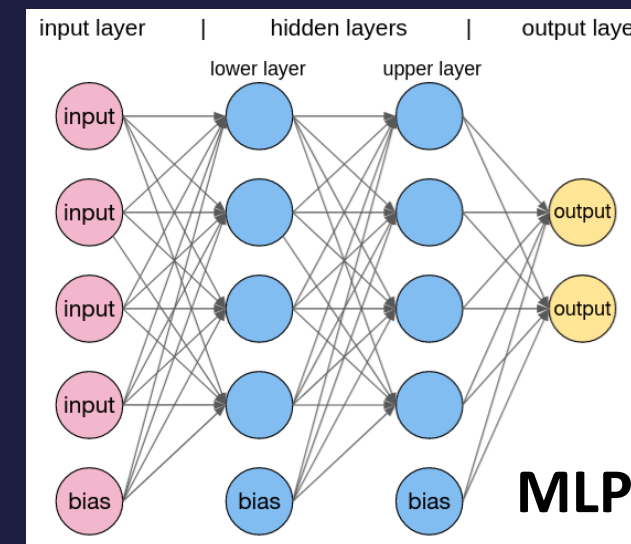 input layer | hidden layers | output laye
lower layer upper layer
input
input output
input output
input
bias bias bias MLP